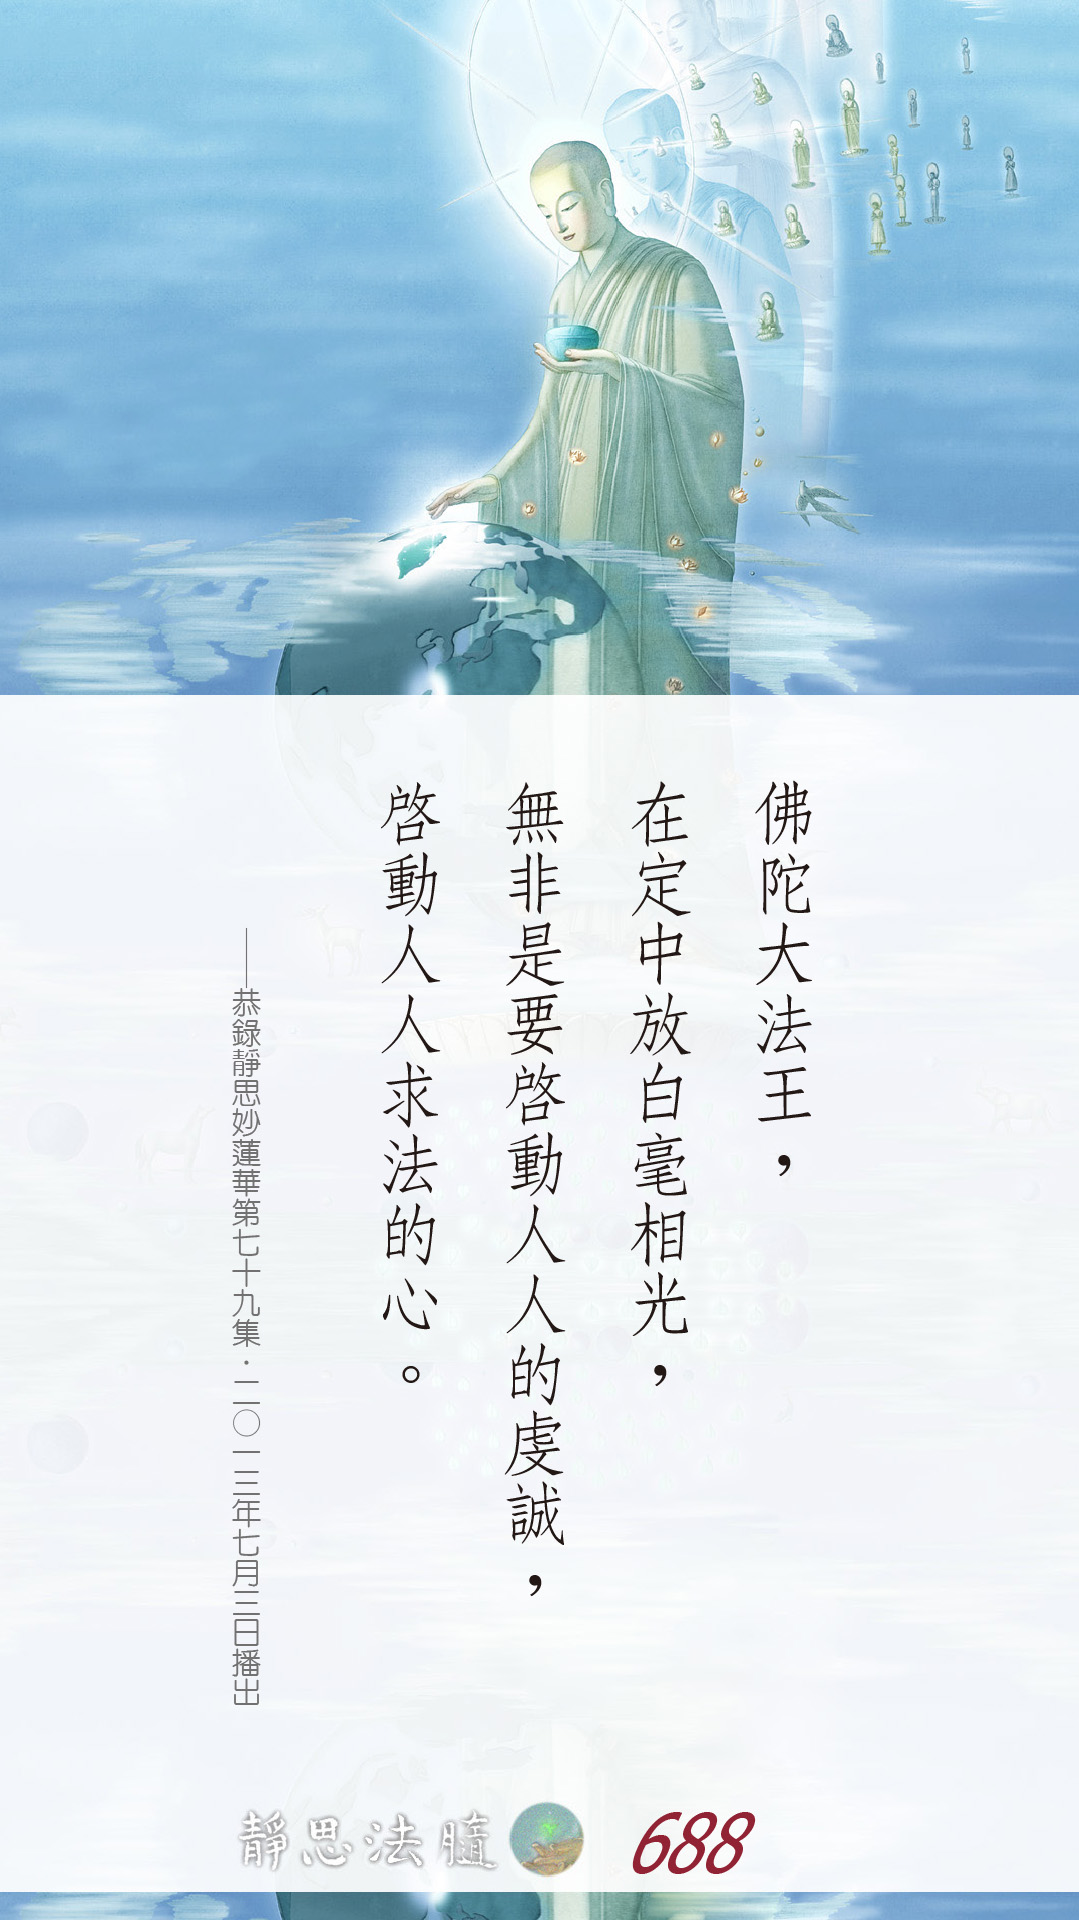 佛陀大法王，
在定中放白毫相光，
無非是要啓動人人的虔誠，
啓動人人求法的心。
——恭錄靜思妙蓮華第七十九集．二〇一三年七月三日播出
靜思法髓 688